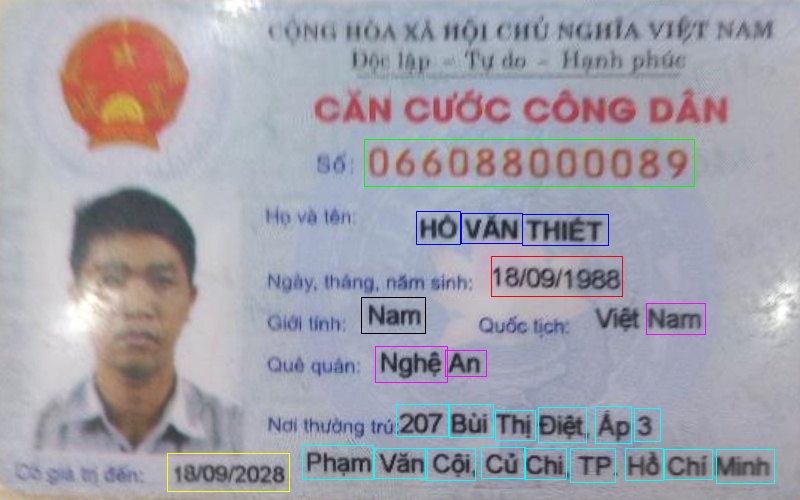 CỘNG HÒA XÃ HỘI CHỦ NGHĨA VIỆT NAM
Độc lập - Tự do - Hạnh phúc
CĂN CƯỚC CÔNG DÂN
Số: 066088000089
Họ và tên: HỒ VĂN THIẾT
Ngày, tháng, năm sinh: 18/09/1988
Giới tính: Nam Quốc tịch: Việt Nam
Quê quán: Nghệ An
Nơi thường trú: 207 Bùi Thị Điệt, Áp 3
Có giá trị đến: 18/09/2028 Phạm Văn Cội, Củ Chi, TP. Hồ Chí Minh